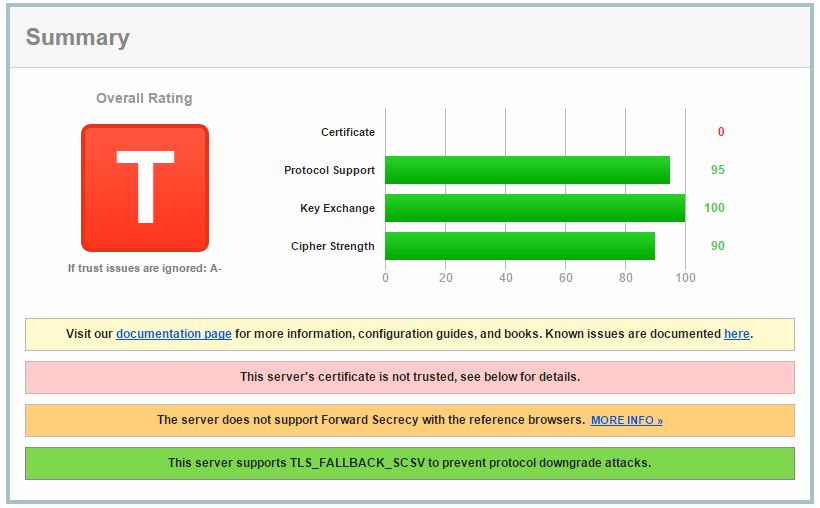 Summary
Overall Rating
T
If trust issues are ignored: A-
Certificate 0
Protocol Support 95
Key Exchange 100
Cipher Strength 90
0 20 40 60 80 100
Visit our documentation page for more information, configuration guides, and books. Known issues are documented here.
This server's certificate is not trusted, see below for details.
The server does not support Forward Secrecy with the reference browsers. MORE INFO »
This server supports TLS_FALLBACK_SCSV to prevent protocol downgrade attacks.